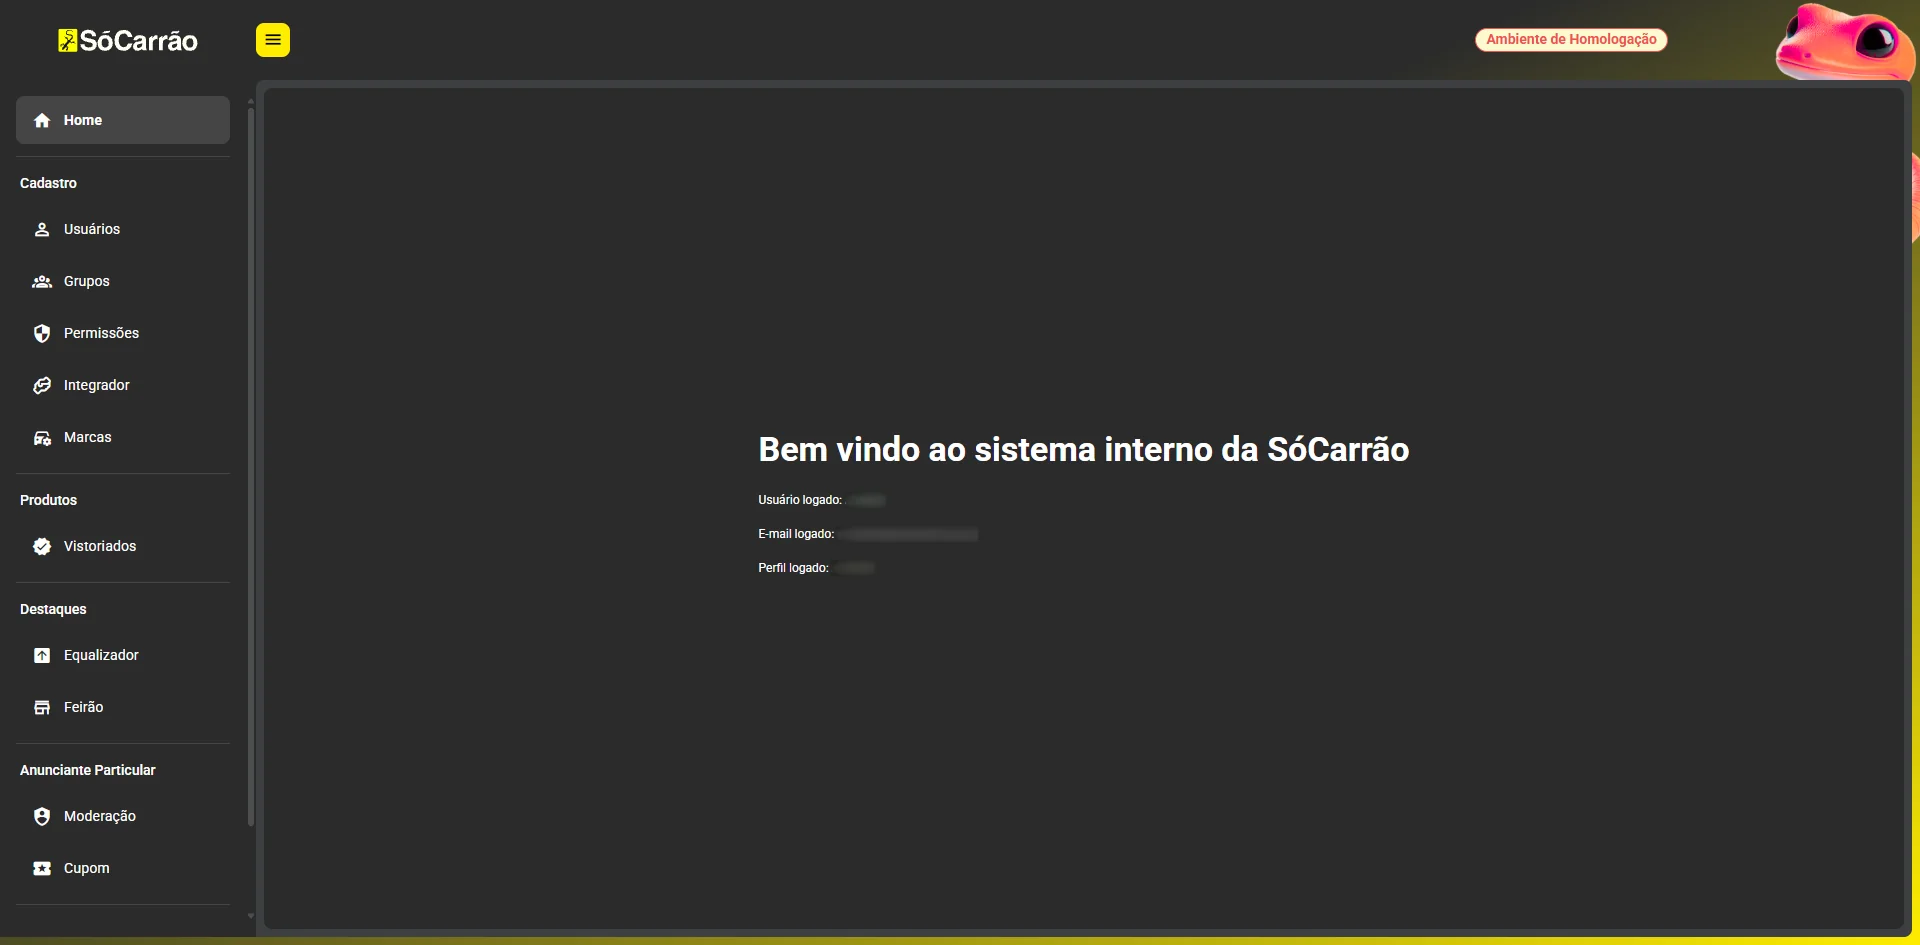 SóCarrão
Ambiente de Homologação
Home
Cadastro
Usuários
Grupos
Permissões
Integrador
Marcas
Produtos
Vistoriados
Destaques
Equalizador
Feirão
Anunciante Particular
Moderação
Cupom
Bem vindo ao sistema interno da SóCarrão
Usuário logado:
E-mail logado:
Perfil logado: